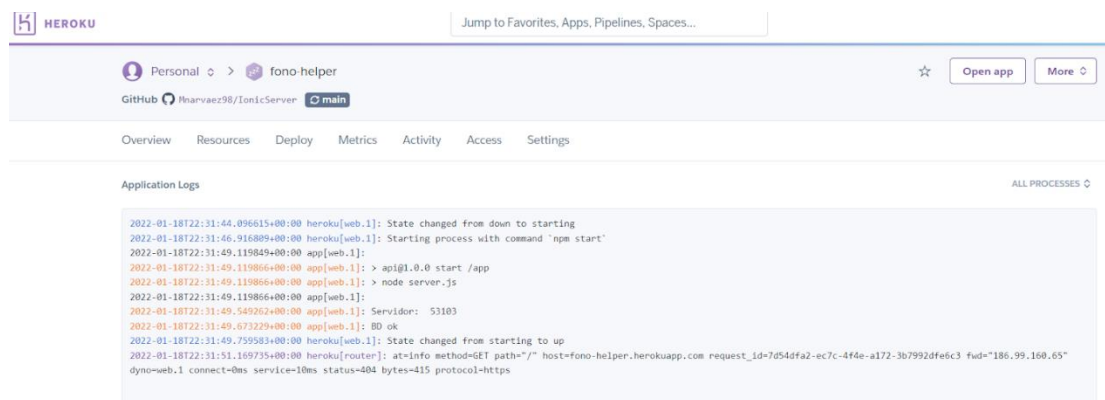 HEROKU
Jump to Favorites, Apps, Pipelines, Spaces...
Personal > fono-helper
Open app
More
GitHub Mnarvaez98/IonicServer main
Overview Resources Deploy Metrics Activity Access Settings
Application Logs
ALL PROCESSES
2022-01-18T22:31:44.096615+00:00 heroku[web.1]: State changed from down to starting
2022-01-18T22:31:46.916809+00:00 heroku[web.1]: Starting process with command `npm start`
2022-01-18T22:31:49.119849+00:00 app[web.1]:
2022-01-18T22:31:49.119866+00:00 app[web.1]: > api@1.0.0 start /app
2022-01-18T22:31:49.119866+00:00 app[web.1]: > node server.js
2022-01-18T22:31:49.119866+00:00 app[web.1]:
2022-01-18T22:31:49.549262+00:00 app[web.1]: Servidor: 53103
2022-01-18T22:31:49.673229+00:00 app[web.1]: BD ok
2022-01-18T22:31:49.759583+00:00 heroku[web.1]: State changed from starting to up
2022-01-18T22:31:51.169735+00:00 heroku[router]: at=info method=GET path="/" host=fono-helper.herokuapp.com request_id=7d54dfa2-ec7c-4f4e-a172-3b7992dfe6c3 fwd="186.99.160.65"
dyno=web.1 connect=0ms service=10ms status=404 bytes=415 protocol=https